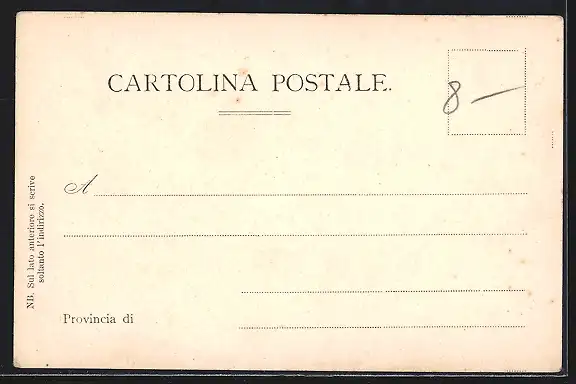 CARTOLINA POSTALE.
8 —
A
Provincia di
NB. Sul lato anteriore si scrive
soltanto l'indirizzo.